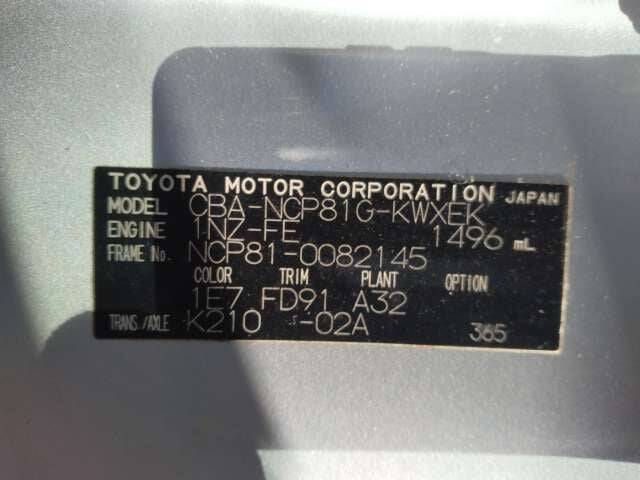 TOYOTA MOTOR CORPORATION JAPAN
MODEL CBA-NCP81G-KWXEK
ENGINE 1NZ-FE 1496 mL
FRAME No. NCP81-0082145
COLOR TRIM PLANT OPTION
1E7 FD91 A32
TRANS./AXLE K210 -02A 365